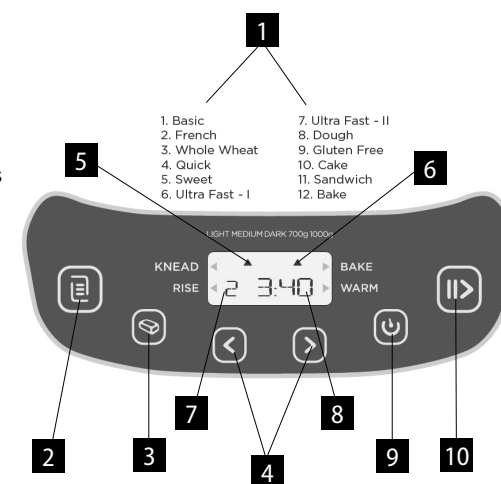 1
1. Basic
2. French
3. Whole Wheat
4. Quick
5. Sweet
6. Ultra Fast - I
7. Ultra Fast - II
8. Dough
9. Gluten Free
10. Cake
11. Sandwich
12. Bake
5
6
s
LIGHT MEDIUM DARK 700g 1000g
KNEAD
BAKE
RISE
2 3:40
WARM
7
8
2
3
4
9
10